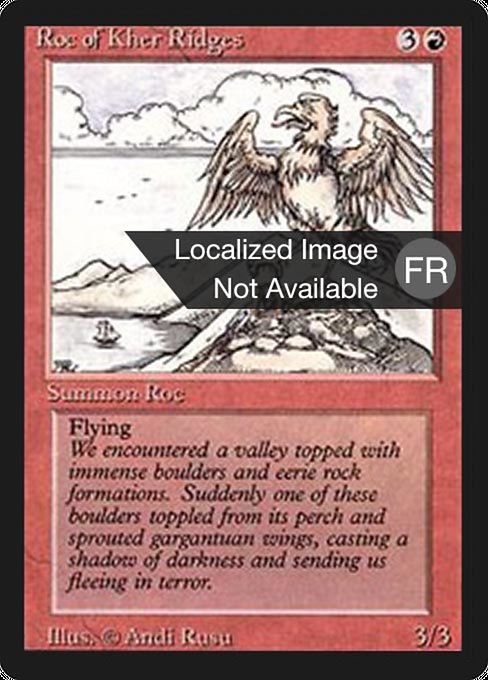 Roc of Kher Ridges 3
Localized Image
Not Available
FR
Summon Roc
Flying
We encountered a valley topped with
immense boulders and eerie rock
formations. Suddenly one of these
boulders toppled from its perch and
sprouted gargantuan wings, casting a
shadow of darkness and sending us
fleeing in terror.
Illus. © Andi Rusu 3/3